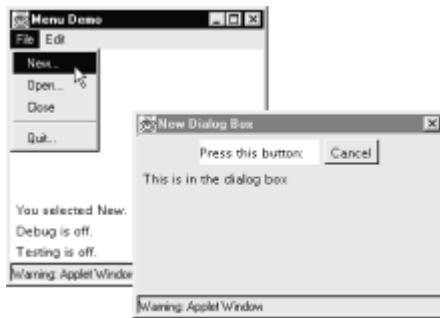 Menu Demo
File Edit
New...
Open...
Close
Quit...
You selected New.
Debug is off.
Testing is off.
Warning: Applet Window
New Dialog Box
Press this button: Cancel
This is in the dialog box
Warning: Applet Window